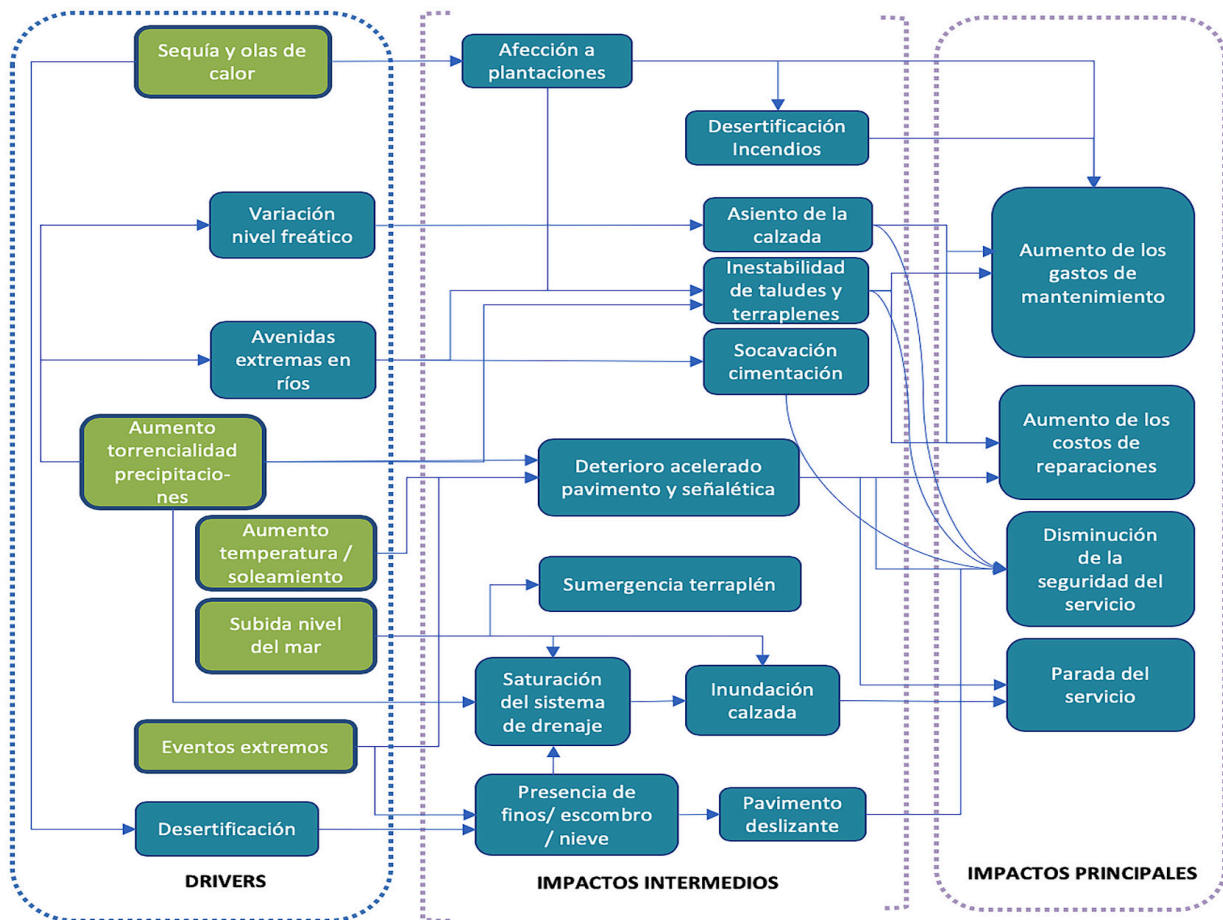 Sequía y olas de
calor
Variación
nivel freático
Avenidas
extremas en
ríos
Aumento
torrencialidad
precipitacio-
nes
Aumento
temperatura /
soleamiento
Subida nivel
del mar
Eventos extremos
Desertificación
DRIVERS
Afección a
plantaciones
Desertificación
Incendios
Asiento de la
calzada
Inestabilidad
de taludes y
terraplenes
Socavación
cimentación
Deterioro acelerado
pavimento y señalética
Sumergencia terraplén
Saturación
del sistema
de drenaje
Inundación
calzada
Presencia de
finos/ escombro
/ nieve
Pavimento
deslizante
IMPACTOS INTERMEDIOS
Aumento de los
gastos de
mantenimiento
Aumento de los
costos de
reparaciones
Disminución
de la
seguridad del
servicio
Parada del
servicio
IMPACTOS PRINCIPALES